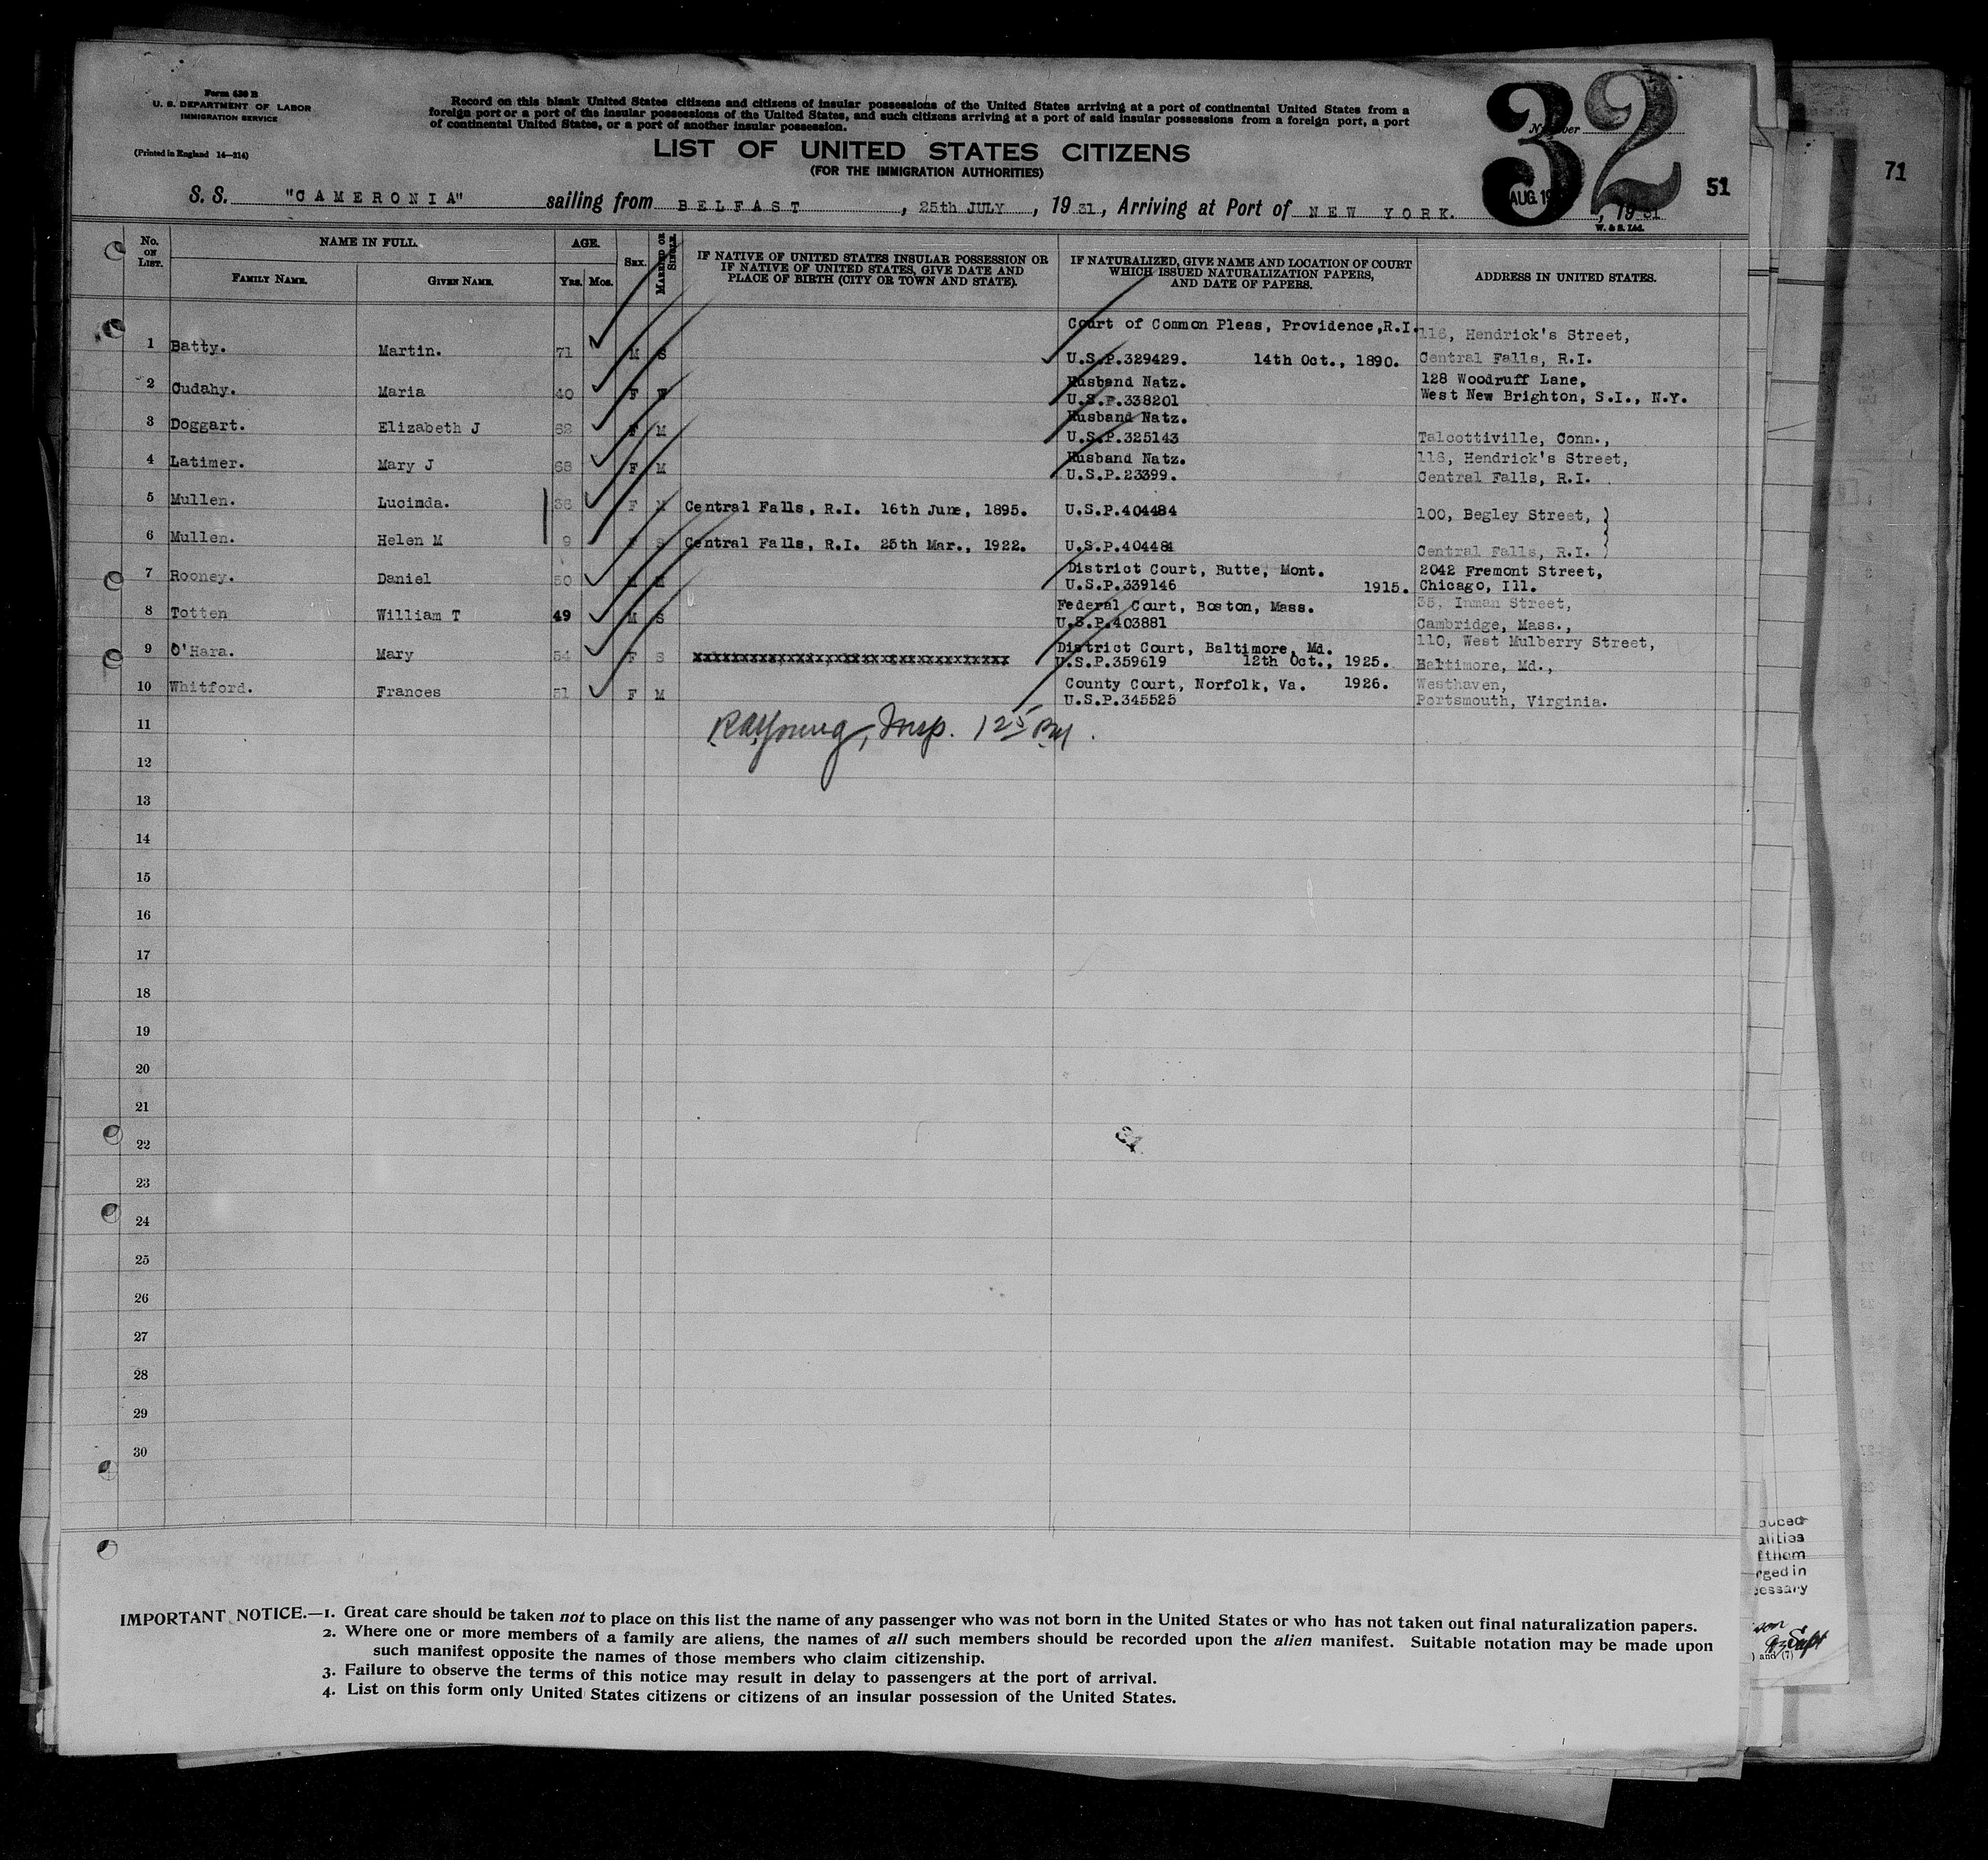 Form 630 B
U. S. DEPARTMENT OF LABOR
IMMIGRATION SERVICE
(Printed in England 14—214)
Record on this blank United States citizens and citizens of insular possessions of the United States arriving at a port of continental United States from a
foreign port or a port of the insular possessions of the United States, and such citizens arriving at a port of said insular possessions from a foreign port, a port
of continental United States, or a port of another insular possession.
Number 32
LIST OF UNITED STATES CITIZENS
(FOR THE IMMIGRATION AUTHORITIES)
51
71
S. S. "CAMERONIA" sailing from BELFAST, 25th JULY, 1931, Arriving at Port of NEW YORK. AUG. 1931
W. & S. Ltd.
No. ON LIST. NAME IN FULL. FAMILY NAME. GIVEN NAME. AGE. Yrs. Mos. SEX. MARRIED OR SINGLE.
IF NATIVE OF UNITED STATES INSULAR POSSESSION OR
IF NATIVE OF UNITED STATES, GIVE DATE AND
PLACE OF BIRTH (CITY OR TOWN AND STATE).
IF NATURALIZED, GIVE NAME AND LOCATION OF COURT
WHICH ISSUED NATURALIZATION PAPERS,
AND DATE OF PAPERS.
ADDRESS IN UNITED STATES.
Court of Common Pleas, Providence,R.I. 116, Hendrick's Street,
1 Batty. Martin. 71 M S U.S.P.329429. 14th Oct., 1890. Central Falls, R.I.
Husband Natz. 128 Woodruff Lane,
2 Cudahy. Maria 40 F W U.S.P.338201 West New Brighton, S.I., N.Y.
Husband Natz.
3 Doggart. Elizabeth J F M U.S.P.325143 Talcottiville, Conn.,
Husband Natz. 116, Hendrick's Street,
4 Latimer. Mary J 68 F M U.S.P.23399. Central Falls, R.I.
5 Mullen. Lucinda. 36 F M Central Falls, R.I. 16th June, 1895. U.S.P.404484 100, Begley Street,
6 Mullen. Helen M 9 F S Central Falls, R.I. 25th Mar., 1922. U.S.P.404484 Central Falls, R.I.
District Court, Butte, Mont. 2042 Fremont Street,
7 Rooney. Daniel 50 M M U.S.P.339146 1915. Chicago, Ill.
Federal Court, Boston, Mass. 35, Inman Street,
8 Totten William T 49 M S U.S.P.403881 Cambridge, Mass.,
District Court, Baltimore, Md. 110, West Mulberry Street,
9 O'Hara. Mary 54 F S U.S.P.359619 12th Oct., 1925. Baltimore, Md.,
County Court, Norfolk, Va. 1926. Westhaven,
10 Whitford. Frances 51 F M U.S.P.345525 Portsmouth, Virginia.
RAYoung, Insp. 125 PM.
11
12
13
14
15
16
17
18
19
20
21
22
23
24
25
26
27
28
29
30
IMPORTANT NOTICE.—1. Great care should be taken not to place on this list the name of any passenger who was not born in the United States or who has not taken out final naturalization papers.
2. Where one or more members of a family are aliens, the names of all such members should be recorded upon the alien manifest. Suitable notation may be made upon
such manifest opposite the names of those members who claim citizenship.
3. Failure to observe the terms of this notice may result in delay to passengers at the port of arrival.
4. List on this form only United States citizens or citizens of an insular possession of the United States.